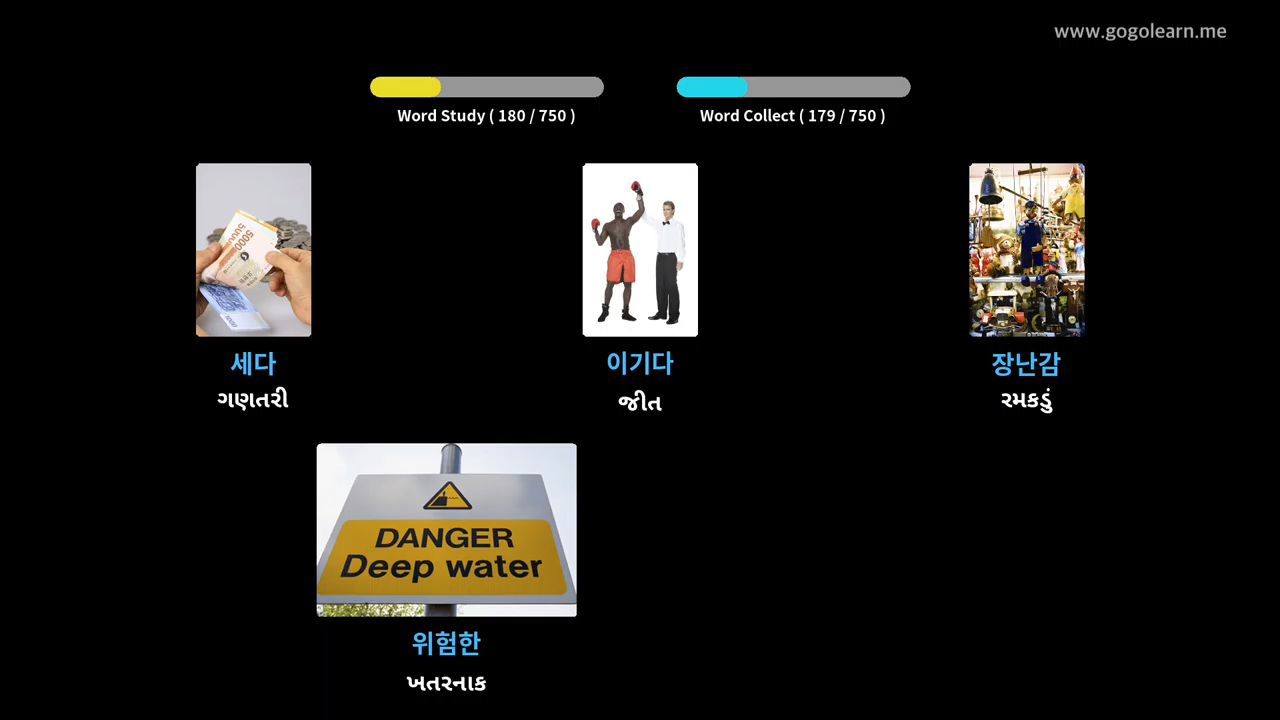 www.gogolearn.me
Word Study ( 180 / 750 )
Word Collect ( 179 / 750 )
5000
세다
ગણતરી
이기다
જીત
장난감
રમકડું
DANGER
Deep water
위험한
ખતરનાક